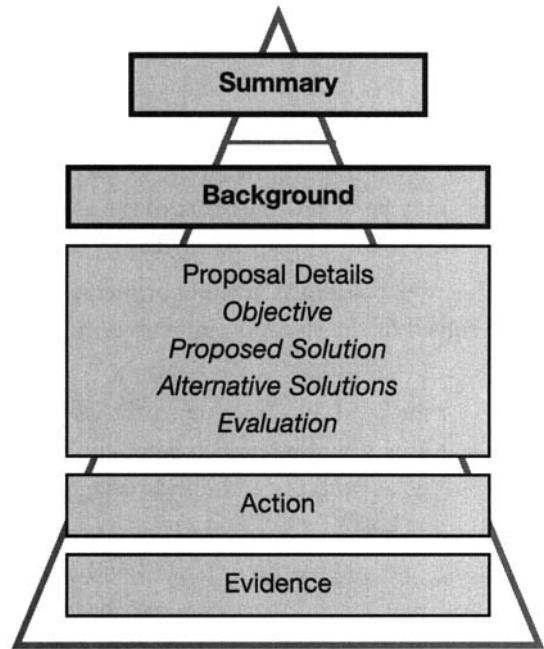 Summary
Background
Proposal Details
Objective
Proposed Solution
Alternative Solutions
Evaluation
Action
Evidence